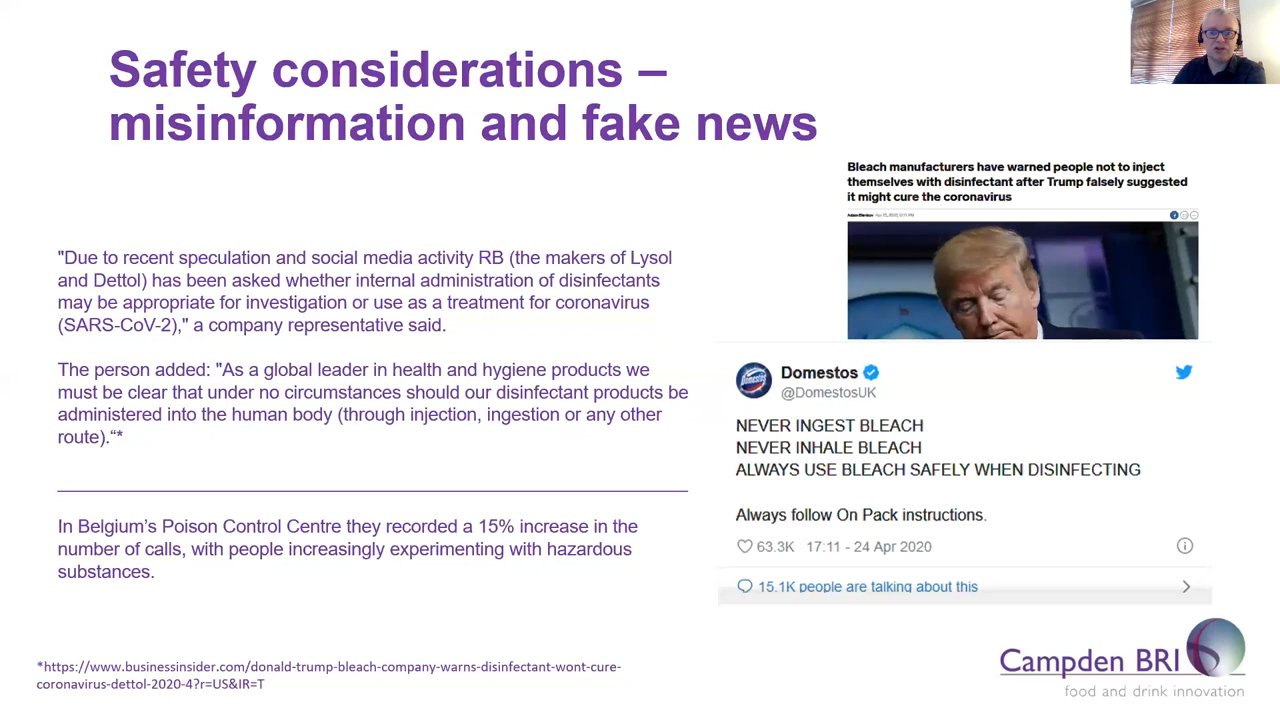 Safety considerations –
misinformation and fake news
Bleach manufacturers have warned people not to inject
themselves with disinfectant after Trump falsely suggested
it might cure the coronavirus
"Due to recent speculation and social media activity RB (the makers of Lysol
and Dettol) has been asked whether internal administration of disinfectants
may be appropriate for investigation or use as a treatment for coronavirus
(SARS-CoV-2)," a company representative said.
The person added: "As a global leader in health and hygiene products we
must be clear that under no circumstances should our disinfectant products be
administered into the human body (through injection, ingestion or any other
route).“*
In Belgium’s Poison Control Centre they recorded a 15% increase in the
number of calls, with people increasingly experimenting with hazardous
substances.
Domestos
@DomestosUK
NEVER INGEST BLEACH
NEVER INHALE BLEACH
ALWAYS USE BLEACH SAFELY WHEN DISINFECTING
Always follow On Pack instructions.
63.3K 17:11 - 24 Apr 2020
15.1K people are talking about this
*https://www.businessinsider.com/donald-trump-bleach-company-warns-disinfectant-wont-cure-
coronavirus-dettol-2020-4?r=US&IR=T
Campden BRI
food and drink innovation